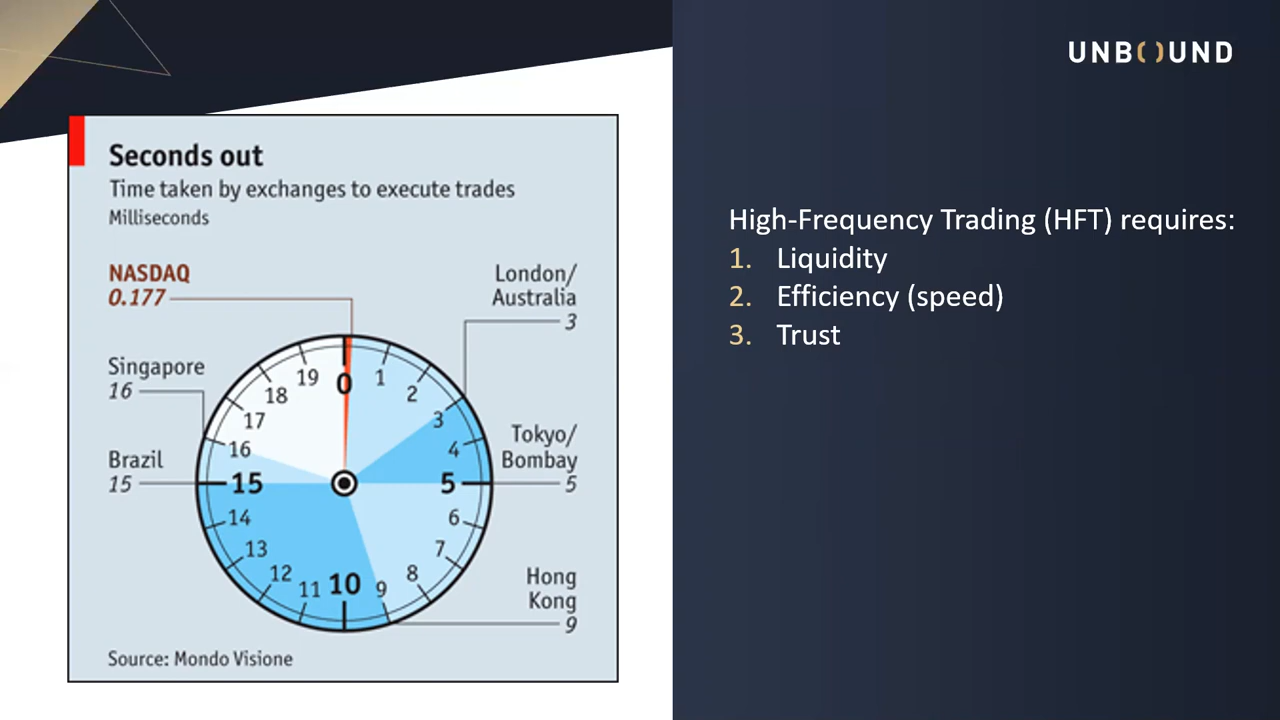 UNBOUND
Seconds out
Time taken by exchanges to execute trades
Milliseconds
NASDAQ
0.177
London/
Australia
3
Singapore
16
Tokyo/
Bombay
5
Brazil
15
Hong
Kong
9
0
1
2
3
4
5
6
7
8
9
10
11
12
13
14
15
16
17
18
19
Source: Mondo Visione
High-Frequency Trading (HFT) requires:
1. Liquidity
2. Efficiency (speed)
3. Trust